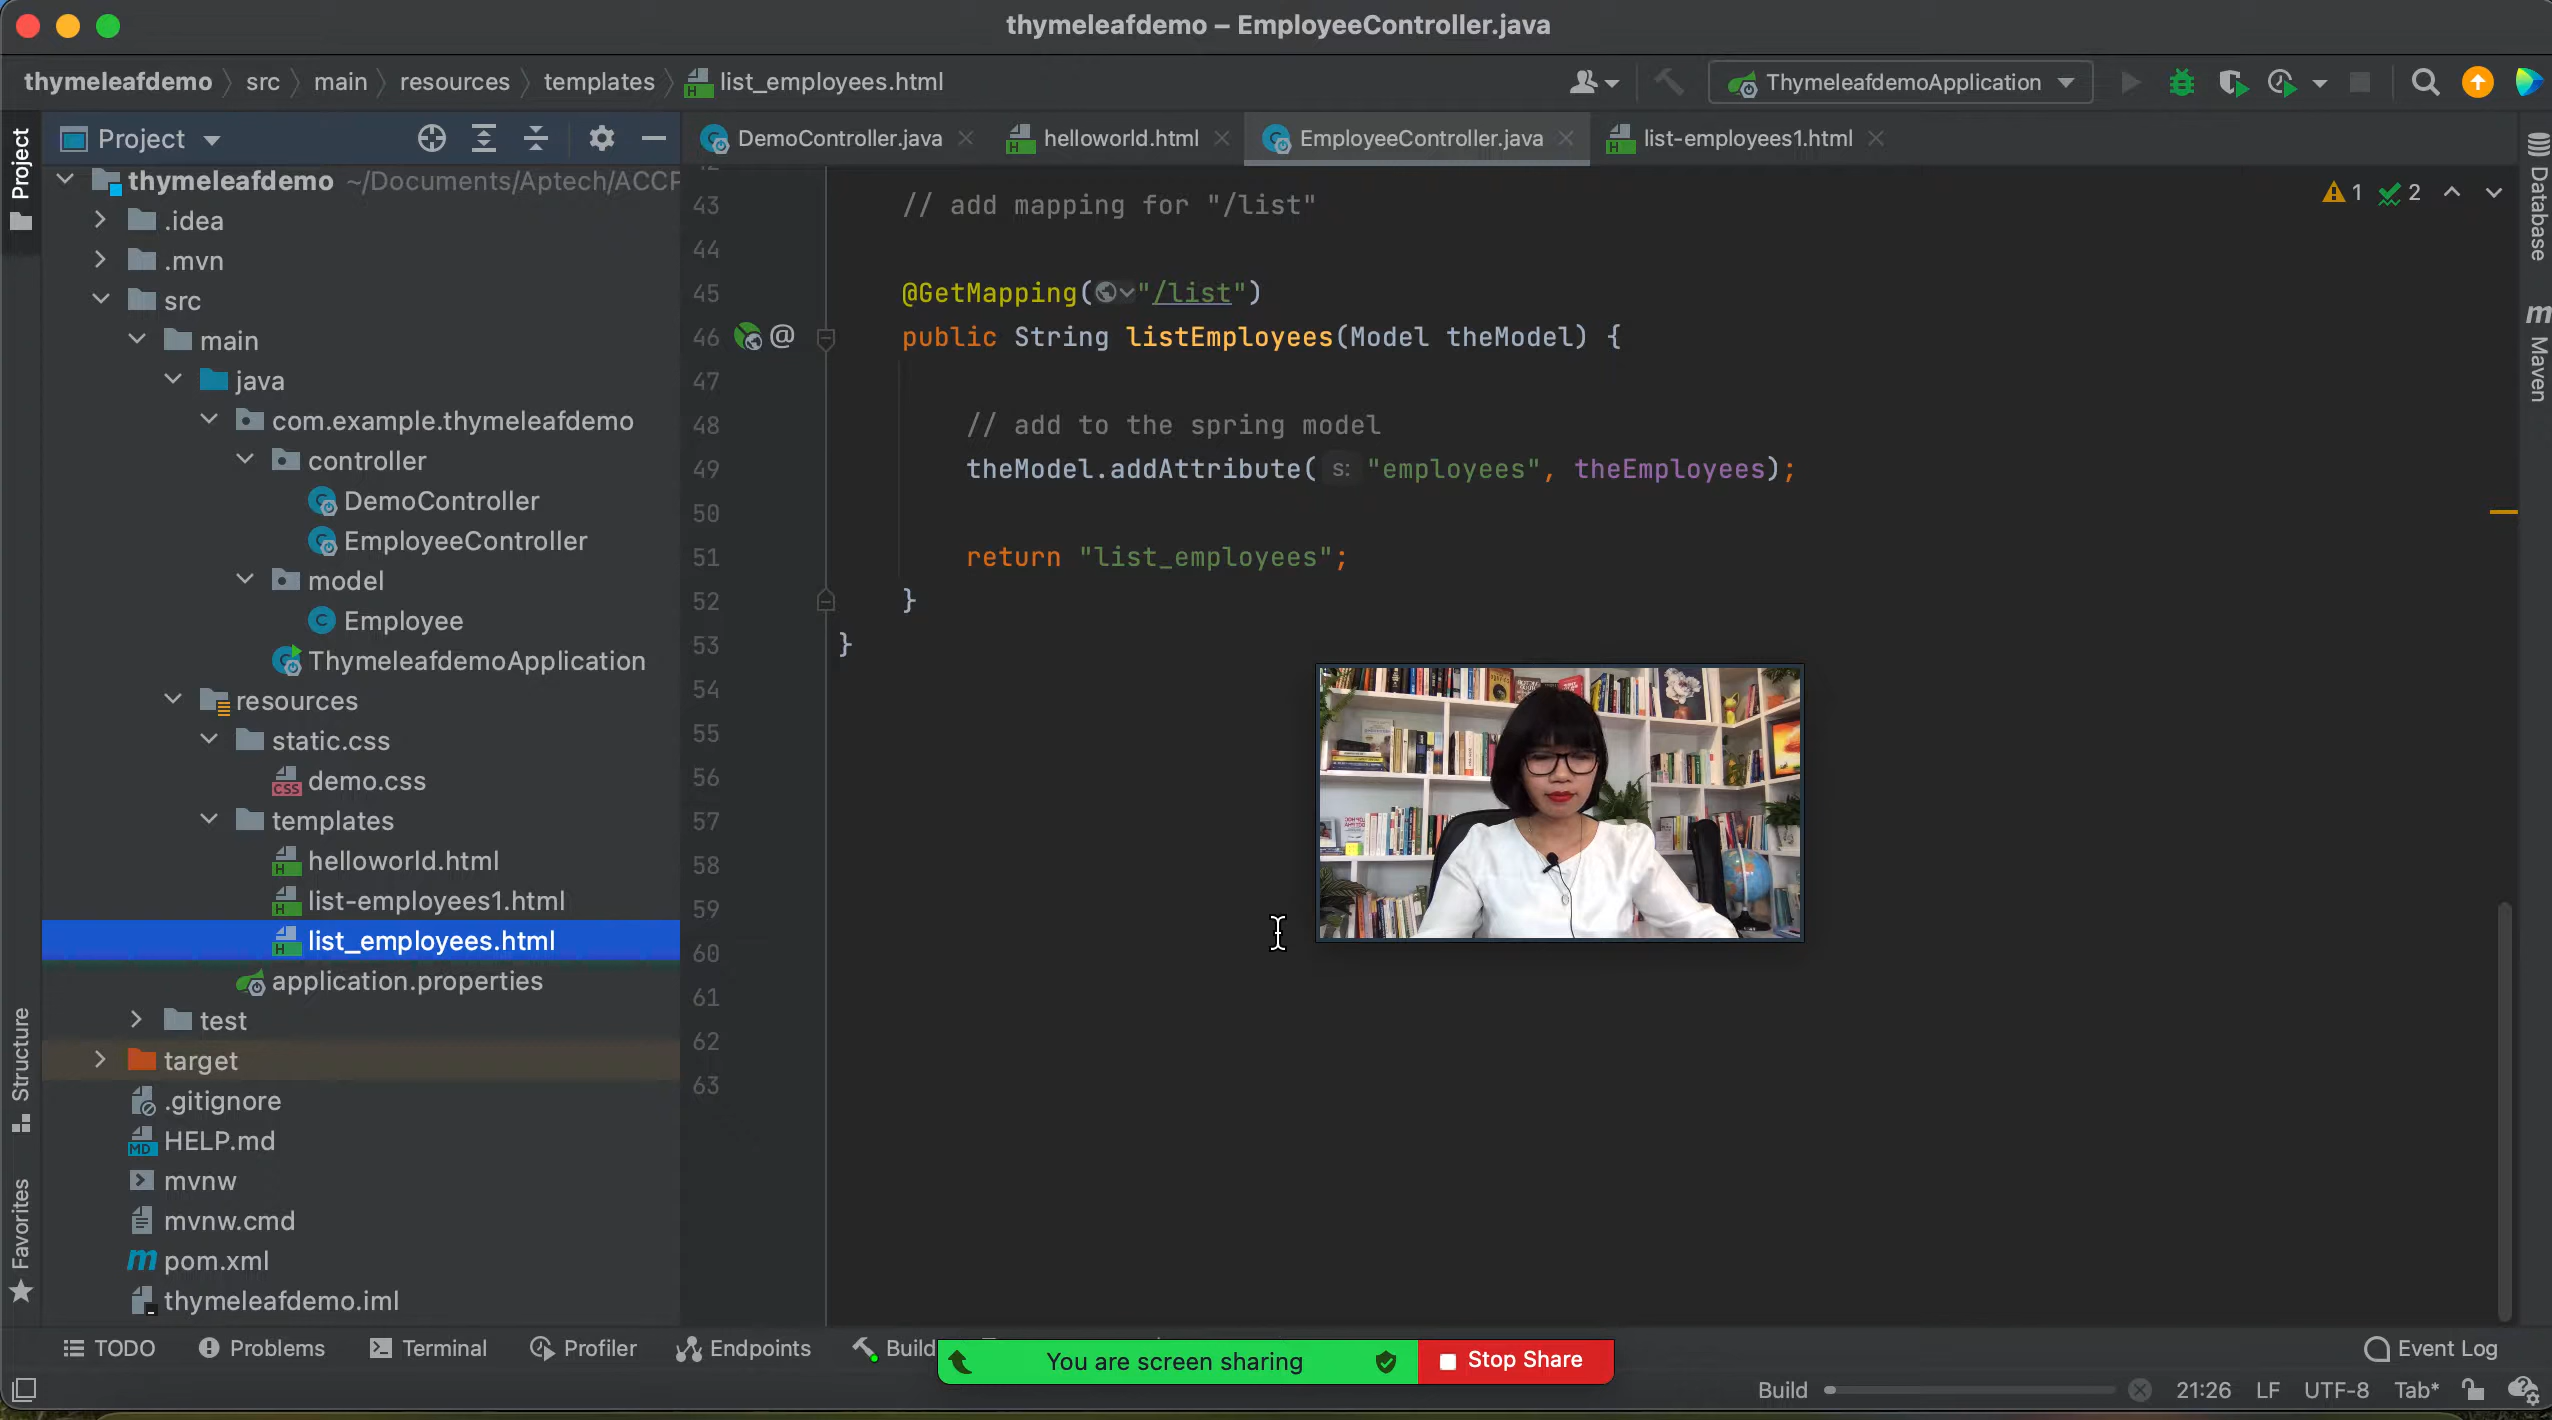 thymeleafdemo – EmployeeController.java
thymeleafdemo src main resources templates list_employees.html
ThymeleafdemoApplication
Project
Project
DemoController.java
helloworld.html
EmployeeController.java
list-employees1.html
thymeleafdemo ~/Documents/Aptech/ACCP
.idea
.mvn
src
main
java
com.example.thymeleafdemo
controller
DemoController
EmployeeController
model
Employee
ThymeleafdemoApplication
resources
static.css
demo.css
templates
helloworld.html
list-employees1.html
list_employees.html
application.properties
test
target
.gitignore
HELP.md
mvnw
mvnw.cmd
pom.xml
thymeleafdemo.iml
Structure
Favorites
1 2
43 // add mapping for "/list"
44
45 @GetMapping("/list")
46 @ public String listEmployees(Model theModel) {
47
48 // add to the spring model
49 theModel.addAttribute( s: "employees", theEmployees);
50
51 return "list_employees";
52 }
53 }
54
55
56
57
58
59
60
61
62
63
Database
Maven
TODO Problems Terminal Profiler Endpoints Build
You are screen sharing
Stop Share
Event Log
Build 21:26 LF UTF-8 Tab*